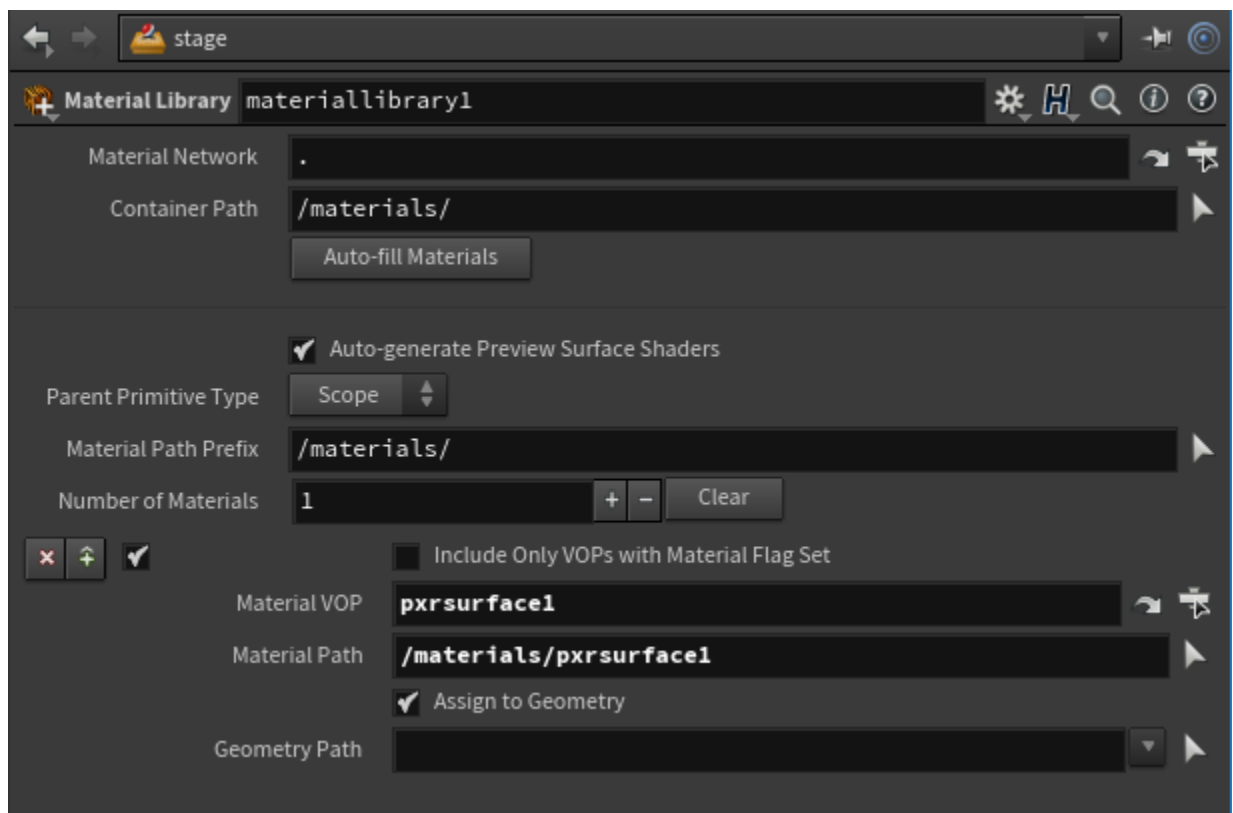 stage
Material Library materiallibrary1
Material Network .
Container Path /materials/
Auto-fill Materials
Auto-generate Preview Surface Shaders
Parent Primitive Type Scope
Material Path Prefix /materials/
Number of Materials 1 + - Clear
Include Only VOPs with Material Flag Set
Material VOP pxrsurface1
Material Path /materials/pxrsurface1
Assign to Geometry
Geometry Path